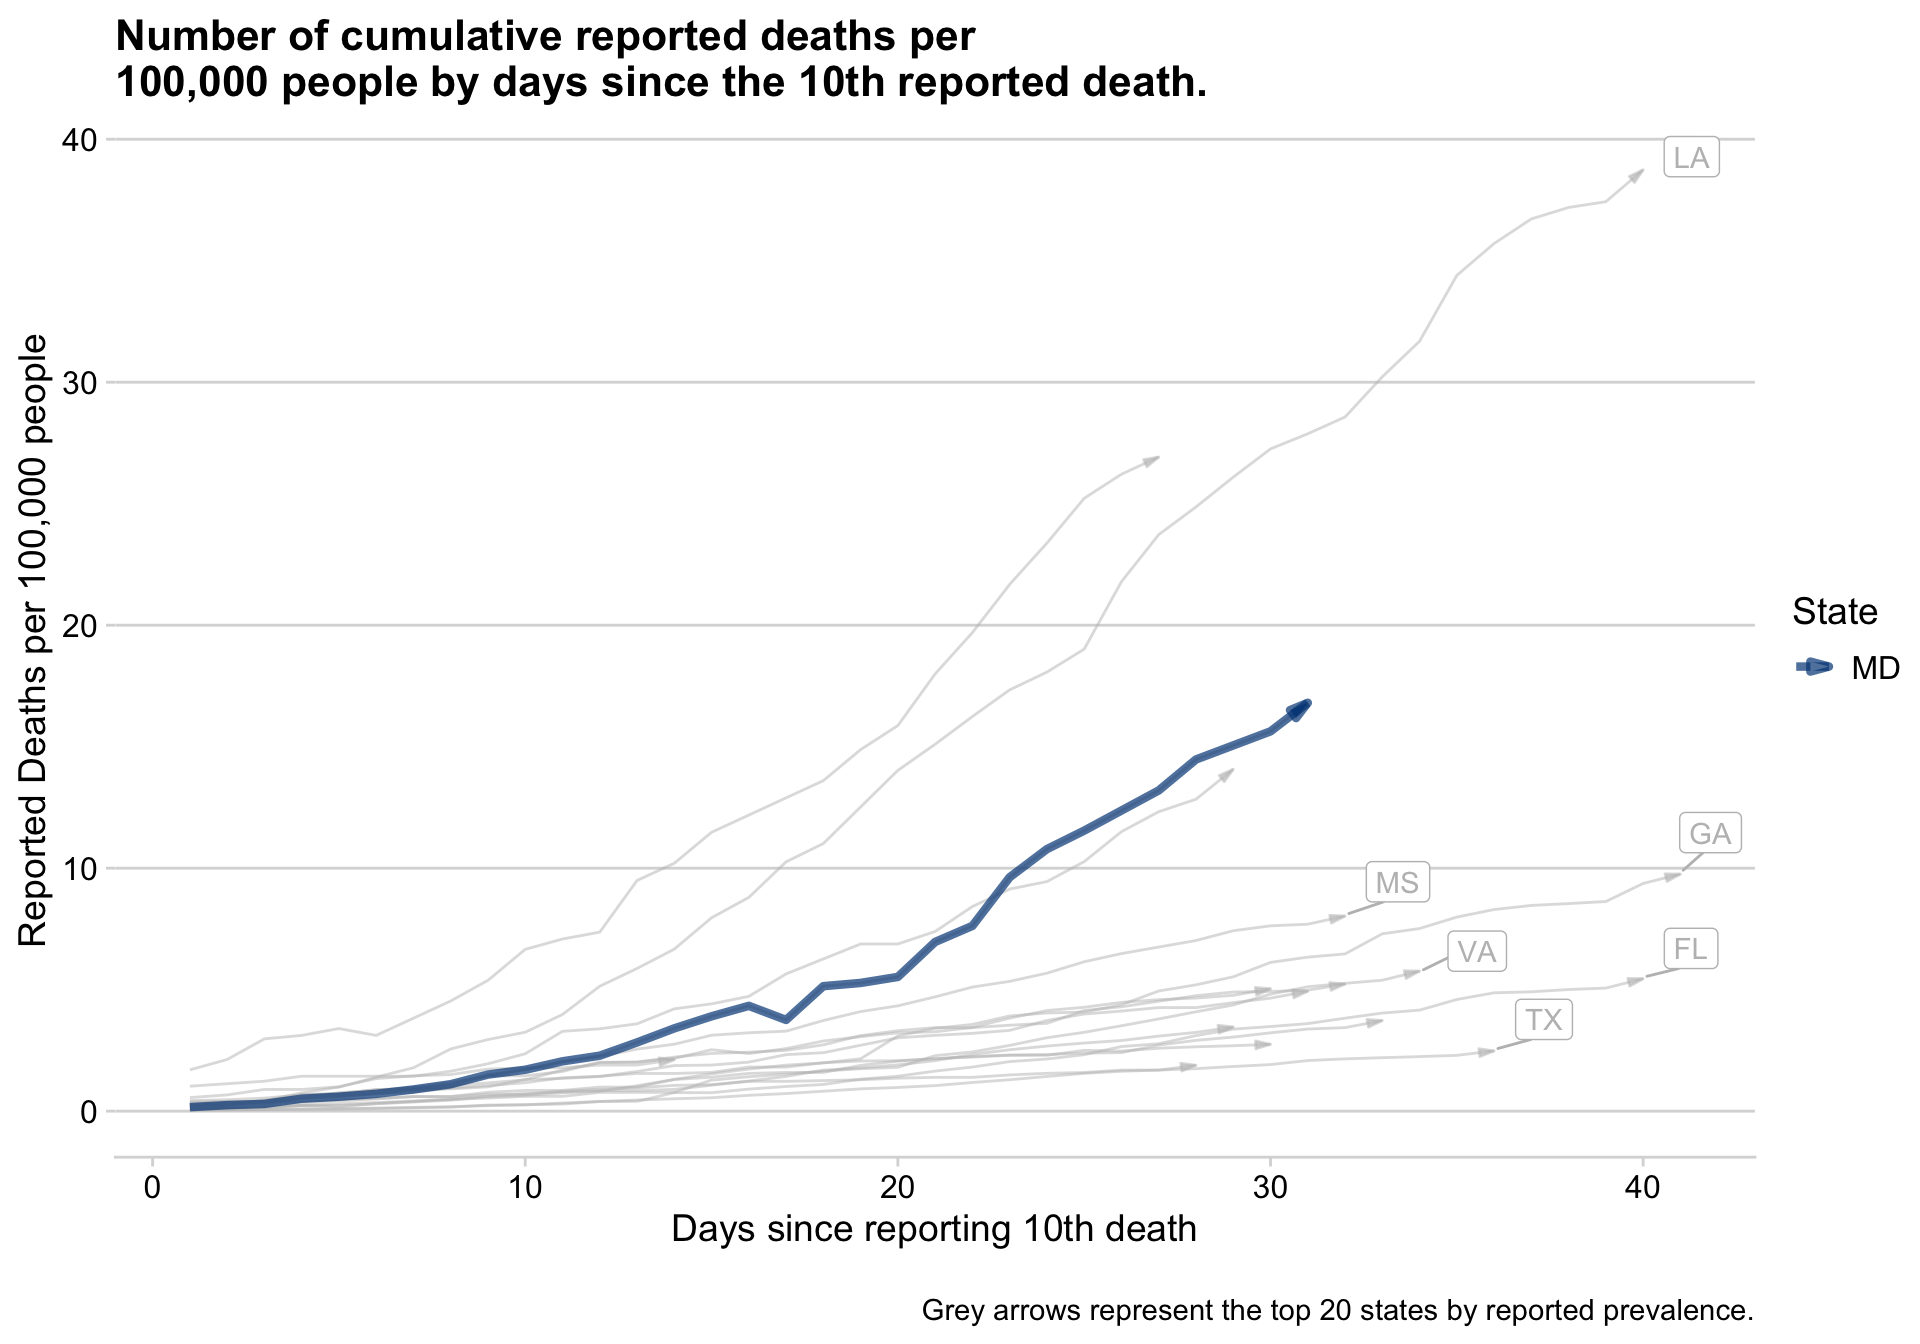 Number of cumulative reported deaths per
100,000 people by days since the 10th reported death.
Reported Deaths per 100,000 people
40
30
20
10
0
LA
GA
MS
VA
FL
TX
State
MD
0 10 20 30 40
Days since reporting 10th death
Grey arrows represent the top 20 states by reported prevalence.